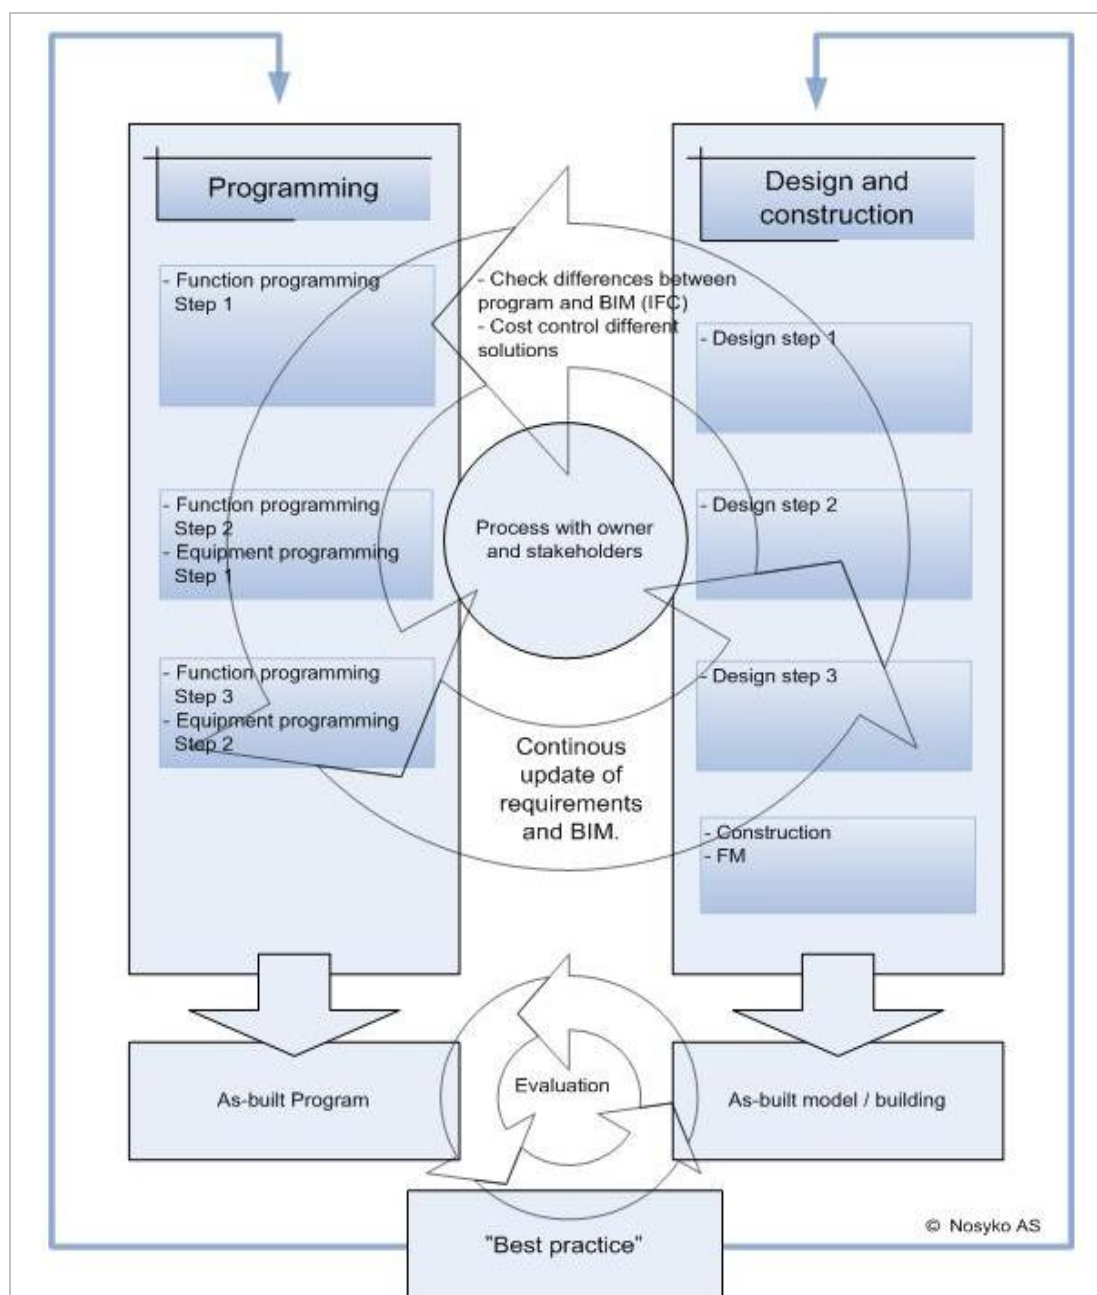 Programming
- Function programming
Step 1
- Function programming
Step 2
- Equipment programming
Step 1
- Function programming
Step 3
- Equipment programming
Step 2
- Check differences between
program and BIM (IFC)
- Cost control different
solutions
Process with owner
and stakeholders
Continous
update of
requirements
and BIM.
Design and
construction
- Design step 1
- Design step 2
- Design step 3
- Construction
- FM
As-built Program
Evaluation
As-built model / building
"Best practice"
© Nosyko AS